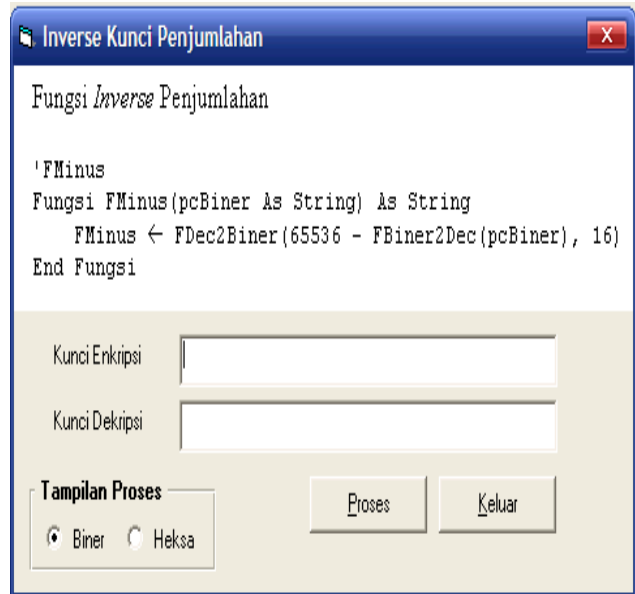 Inverse Kunci Penjumlahan
Fungsi Inverse Penjumlahan
'FMinus
Fungsi FMinus(pcBiner As String) As String
FMinus ← FDec2Biner(65536 - FBiner2Dec(pcBiner), 16)
End Fungsi
Kunci Enkripsi
Kunci Dekripsi
Tampilan Proses
Biner Heksa
Proses Keluar